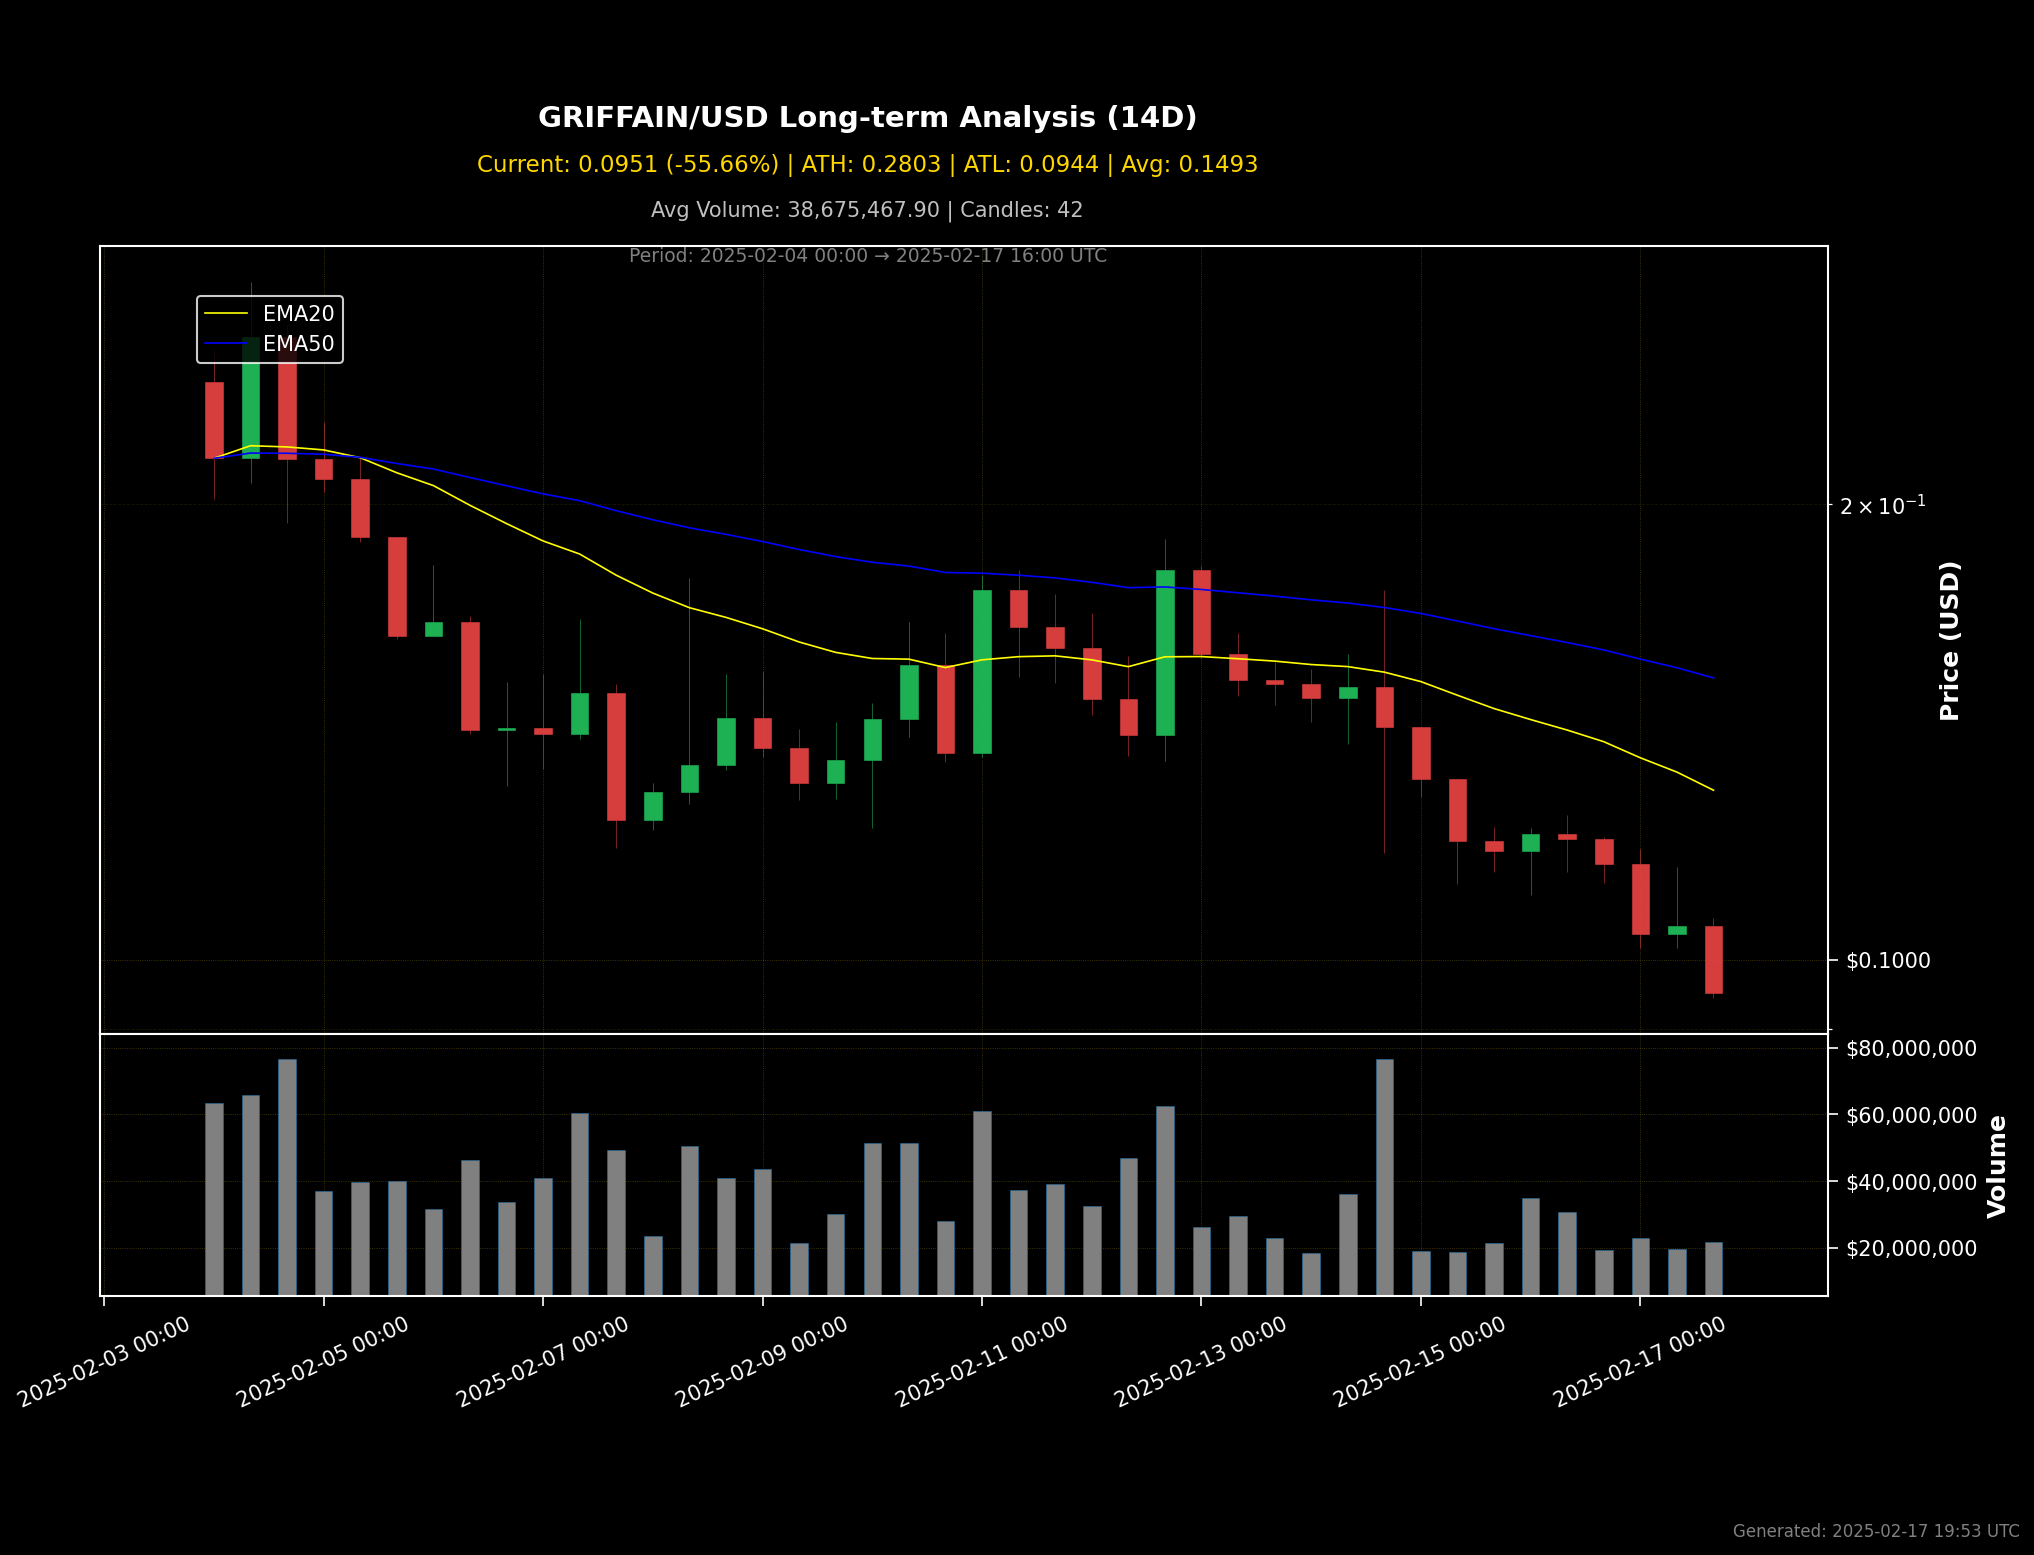 GRIFFAIN/USD Long-term Analysis (14D)
Current: 0.0951 (-55.66%) | ATH: 0.2803 | ATL: 0.0944 | Avg: 0.1493
Avg Volume: 38,675,467.90 | Candles: 42
Period: 2025-02-04 00:00 → 2025-02-17 16:00 UTC
EMA20
EMA50
2 × 10⁻¹
Price (USD)
$0.1000
$80,000,000
$60,000,000
$40,000,000
$20,000,000
Volume
2025-02-03 00:00
2025-02-05 00:00
2025-02-07 00:00
2025-02-09 00:00
2025-02-11 00:00
2025-02-13 00:00
2025-02-15 00:00
2025-02-17 00:00
Generated: 2025-02-17 19:53 UTC